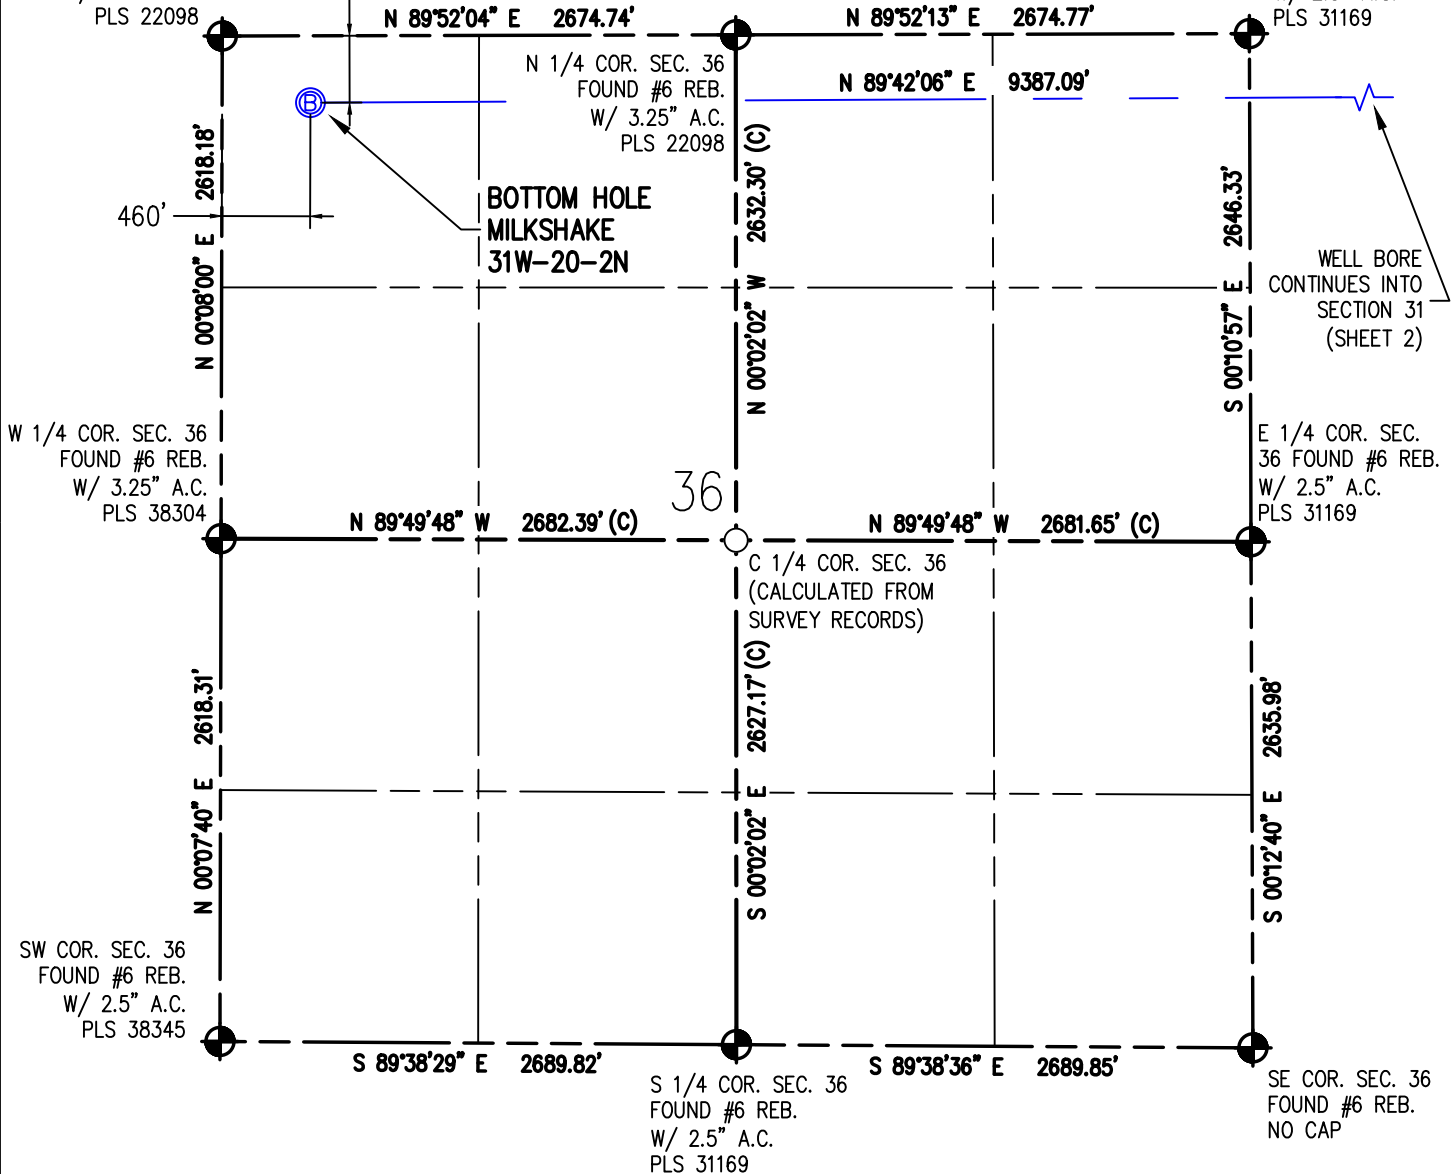 PLS 22098
N 89°52'04" E 2674.74'
N 89°52'13" E 2674.77'
PLS 31169
N 1/4 COR. SEC. 36
FOUND #6 REB.
W/ 3.25" A.C.
PLS 22098
N 89°42'06" E 9387.09'
B
N 00°08'00" E 2618.18'
460'
BOTTOM HOLE
MILKSHAKE
31W-20-2N
N 00°02'02" W 2632.30' (C)
S 00°10'57" E 2646.33'
WELL BORE
CONTINUES INTO
SECTION 31
(SHEET 2)
W 1/4 COR. SEC. 36
FOUND #6 REB.
W/ 3.25" A.C.
PLS 38304
36
E 1/4 COR. SEC.
36 FOUND #6 REB.
W/ 2.5" A.C.
PLS 31169
N 89°49'48" W 2682.39' (C)
N 89°49'48" W 2681.65' (C)
C 1/4 COR. SEC. 36
(CALCULATED FROM
SURVEY RECORDS)
N 00°07'40" E 2618.31'
S 00°02'02" E 2627.17' (C)
S 00°12'40" E 2635.98'
SW COR. SEC. 36
FOUND #6 REB.
W/ 2.5" A.C.
PLS 38345
S 89°38'29" E 2689.82'
S 89°38'36" E 2689.85'
S 1/4 COR. SEC. 36
FOUND #6 REB.
W/ 2.5" A.C.
PLS 31169
SE COR. SEC. 36
FOUND #6 REB.
NO CAP